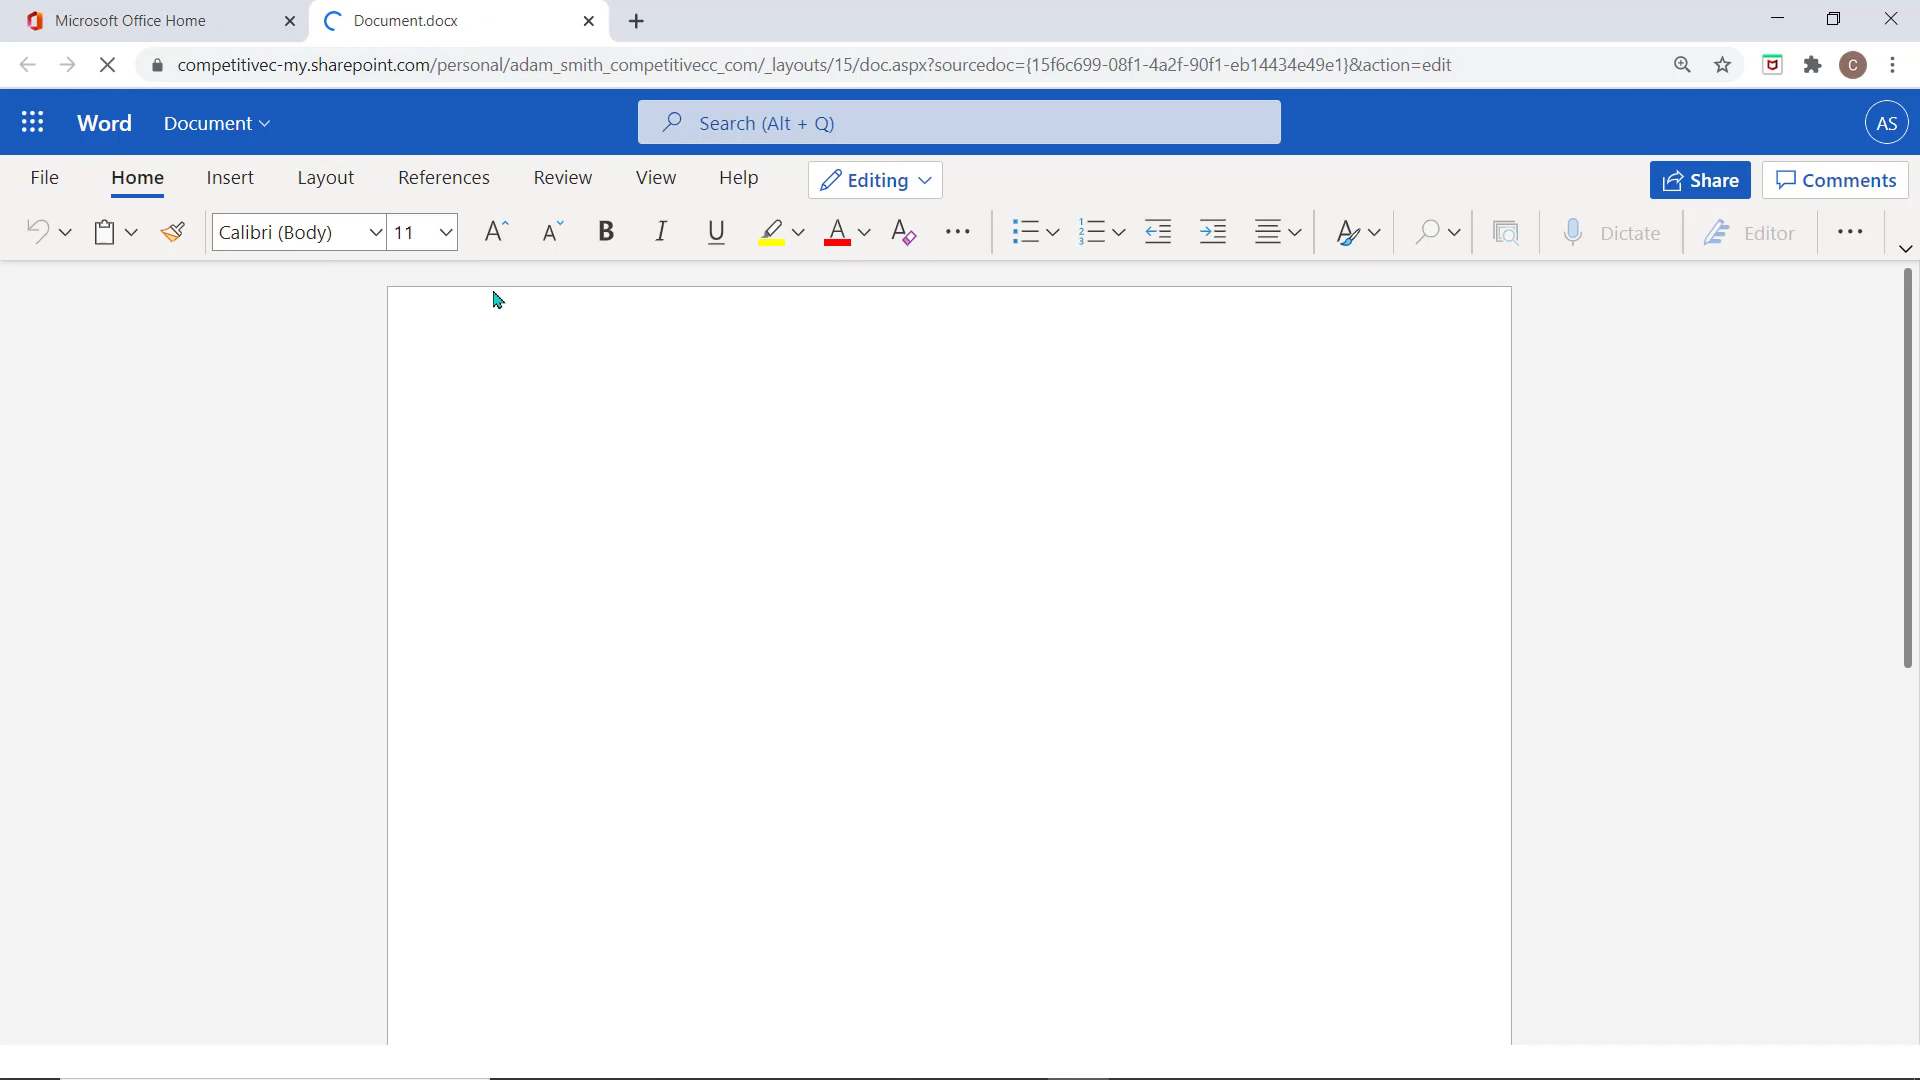 Microsoft Office Home
Document.docx
competitivec-my.sharepoint.com/personal/adam_smith_competitivecc_com/_layouts/15/doc.aspx?sourcedoc={15f6c699-08f1-4a2f-90f1-eb14434e49e1}&action=edit
C
Word Document Search (Alt + Q) AS
File Home Insert Layout References Review View Help Editing Share Comments
Calibri (Body) 11 A A B I U A A Dictate Editor